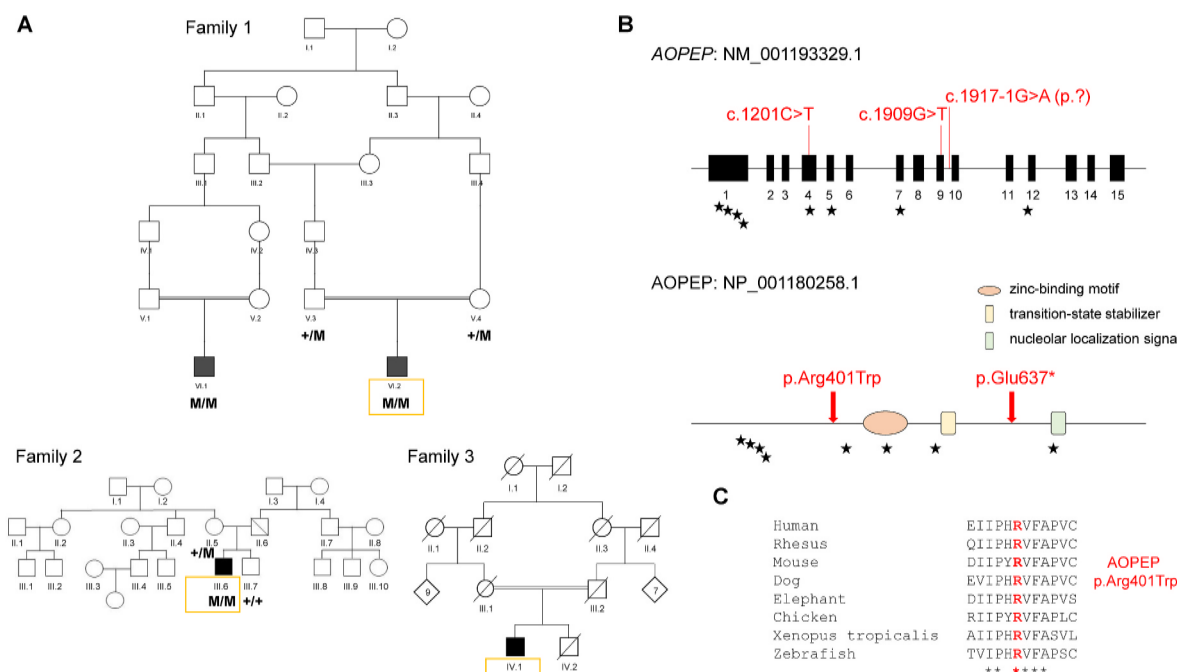 A
Family 1
I.1
I.2
II.1
II.2
II.3
II.4
III.1
III.2
III.3
III.4
IV.1
IV.2
IV.3
V.1
V.2
V.3
V.4
+/M
+/M
VI.1
VI.2
M/M
M/M
Family 2
I.1
I.2
I.3
I.4
II.1
II.2
II.3
II.4
II.5
II.6
II.7
II.8
+/M
III.1
III.2
III.3
III.4
III.5
III.6
III.7
III.8
III.9
III.10
M/M
+/+
Family 3
I.1
I.2
II.1
II.2
II.3
II.4
9
III.1
III.2
7
IV.1
IV.2
B
AOPEP: NM_001193329.1
c.1917-1G>A (p.?)
c.1201C>T
c.1909G>T
1 2 3 4 5 6 7 8 9 10 11 12 13 14 15
AOPEP: NP_001180258.1
zinc-binding motif
transition-state stabilizer
nucleolar localization signa
p.Arg401Trp
p.Glu637*
C
Human EIIPHRVFAPVC
Rhesus QIIPHRVFAPVC
Mouse DIIPYRVFAPVC
Dog EVIPHRVFAPVC
Elephant DIIPHRVFAPVS
Chicken RIIPYRVFAPLC
Xenopus tropicalis AIIPHRVFASVL
Zebrafish TVIPHRVFAPSC
** ****
AOPEP
p.Arg401Trp